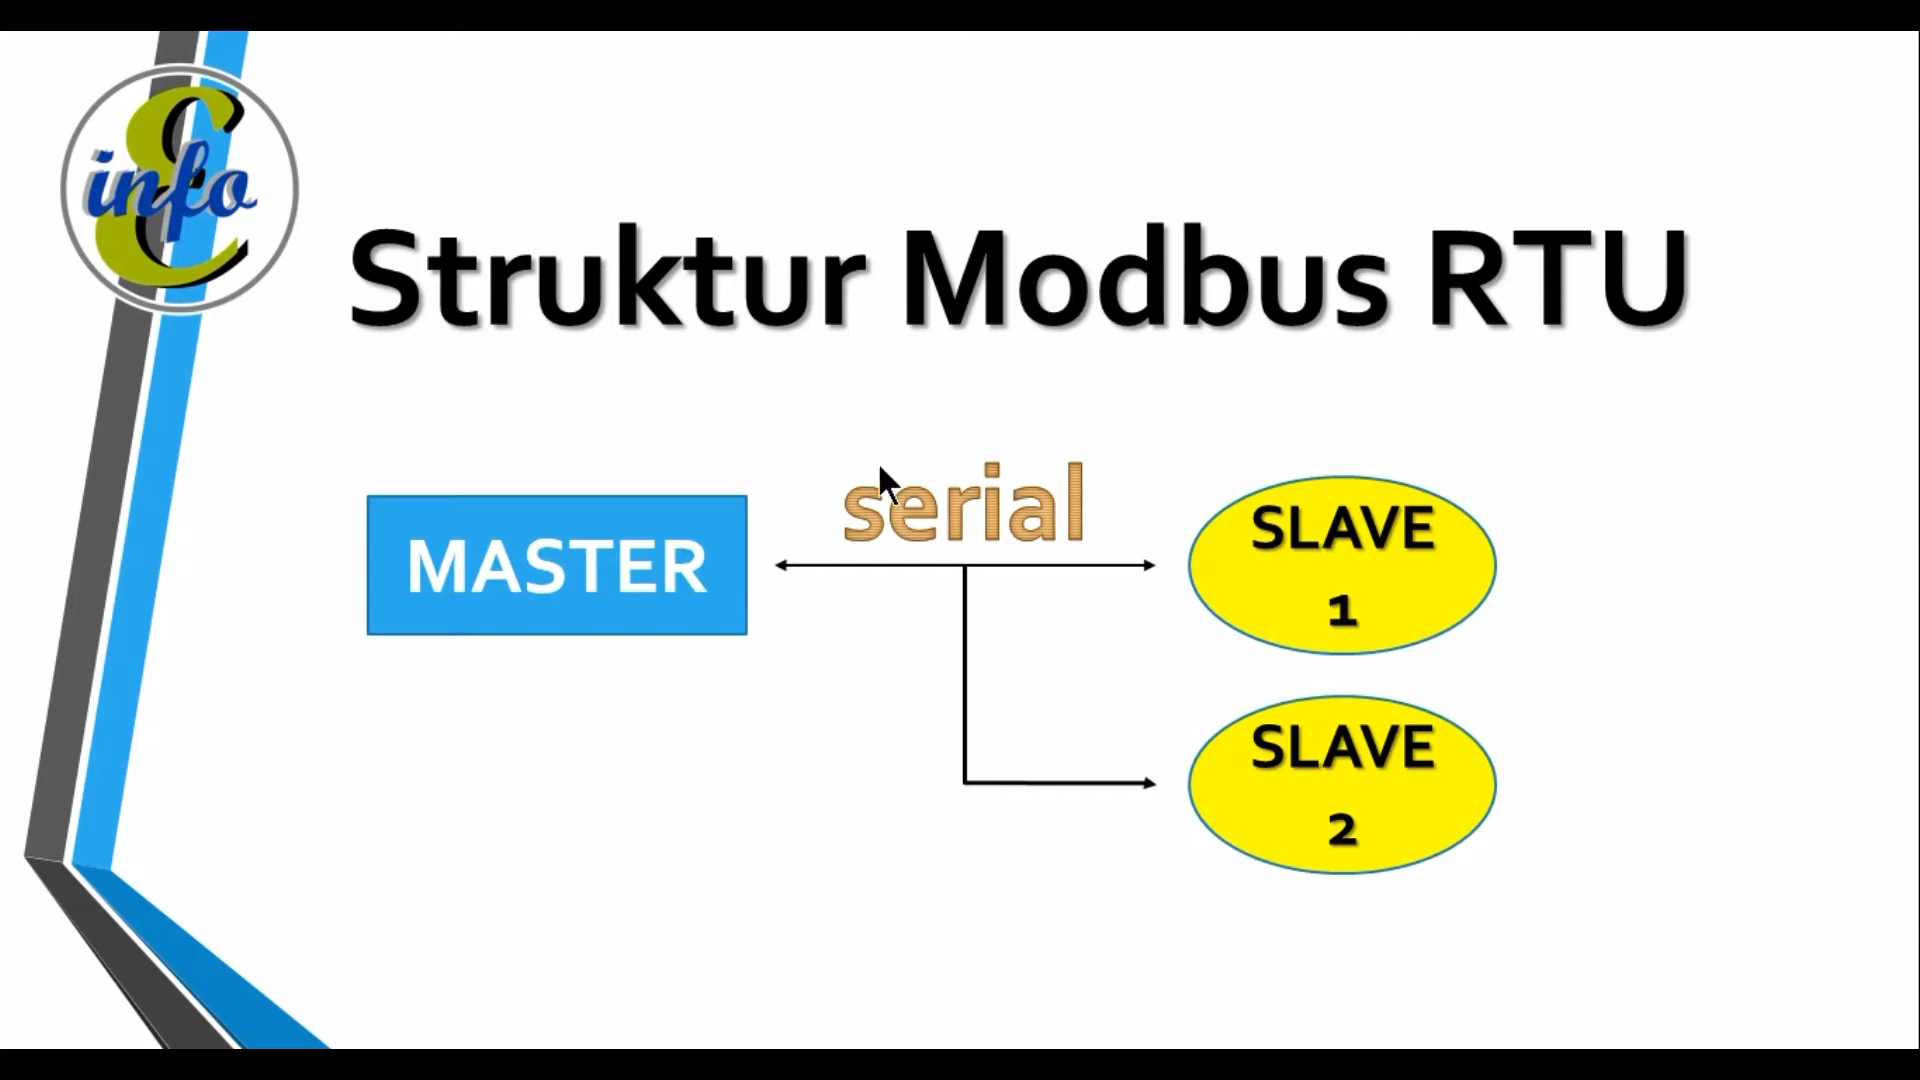 info
Struktur Modbus RTU
serial
MASTER
SLAVE
1
SLAVE
2